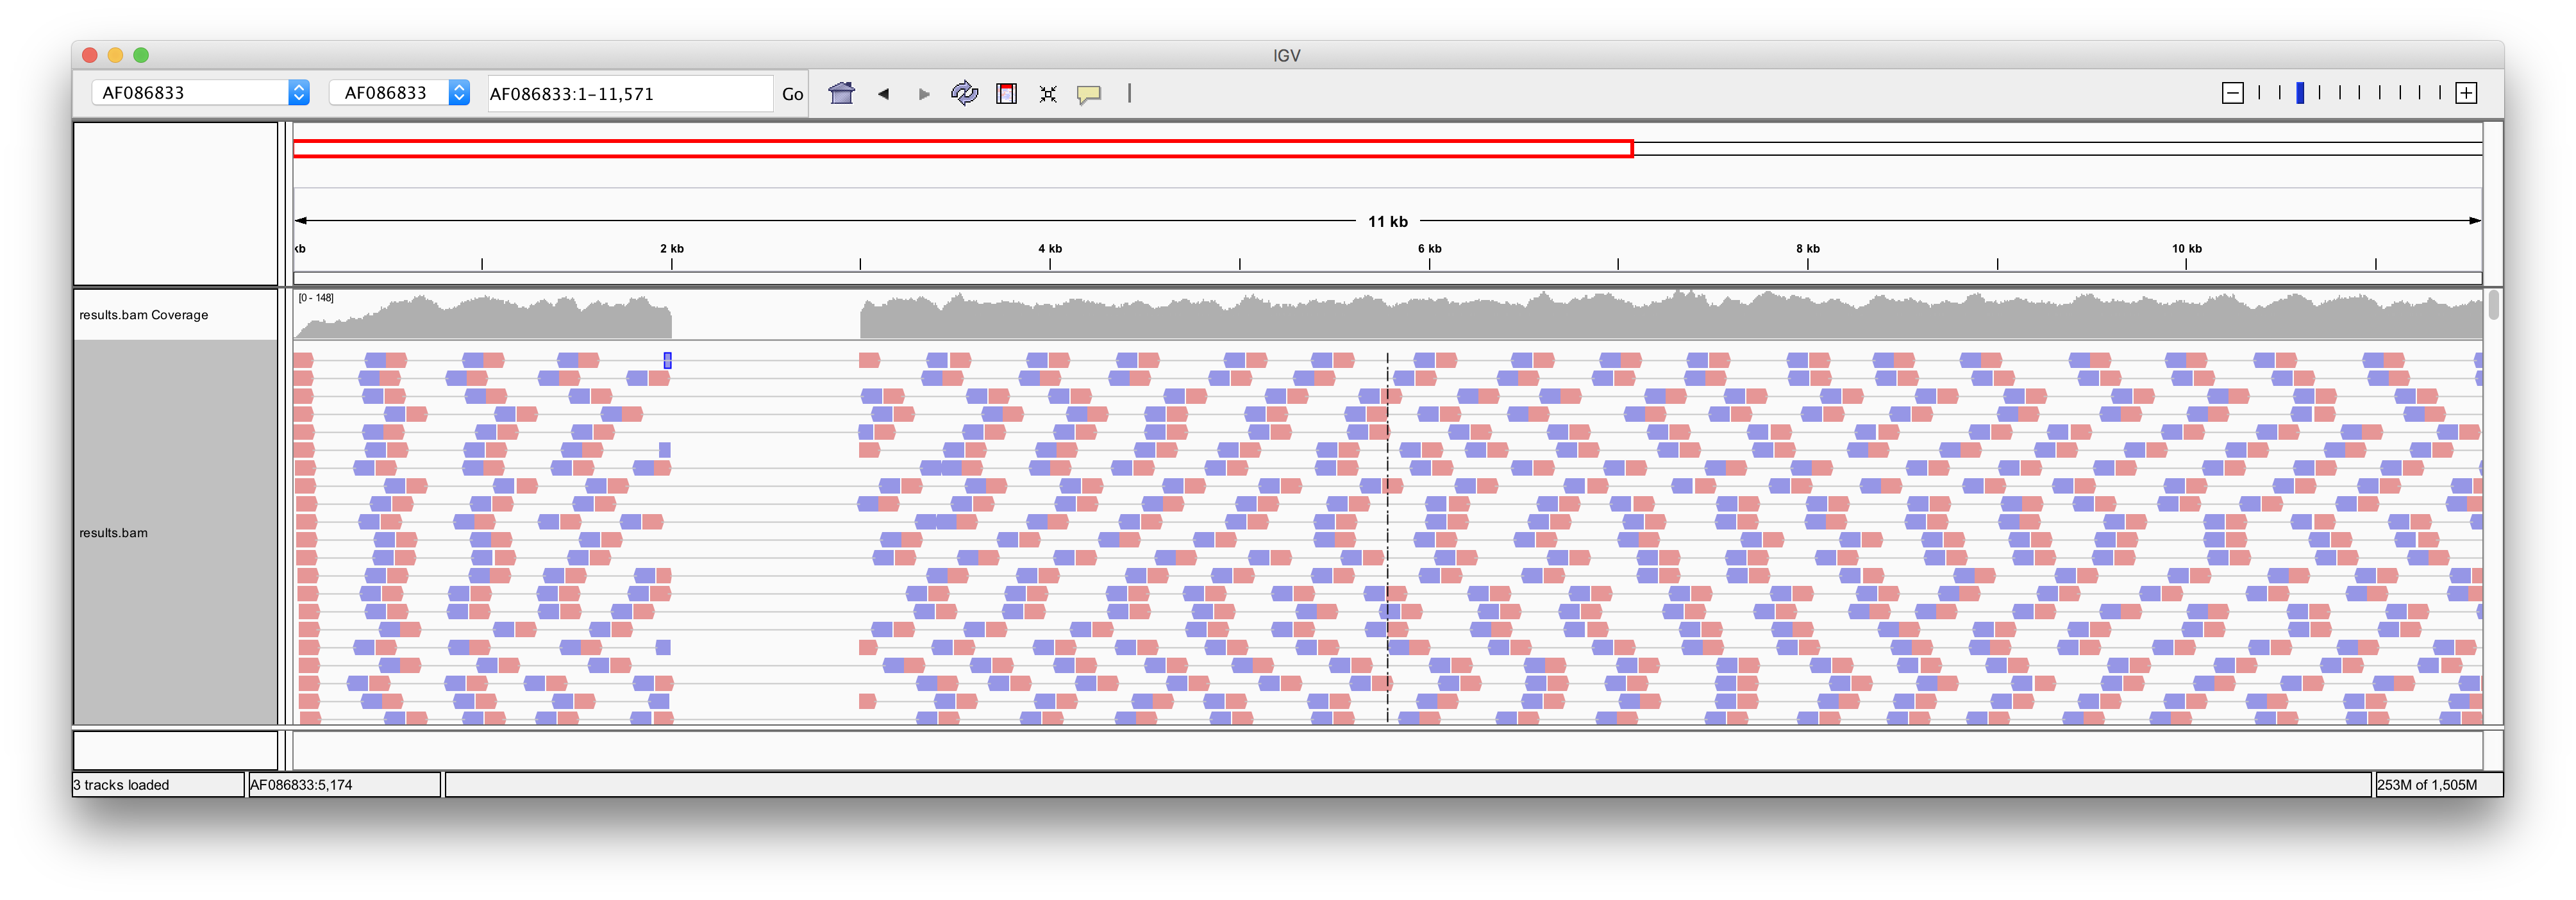 IGV
AF086833 AF086833 AF086833:1-11,571 Go
11 kb
kb 2 kb 4 kb 6 kb 8 kb 10 kb
[0 - 148]
results.bam Coverage
results.bam
3 tracks loaded AF086833:5,174 253M of 1,505M